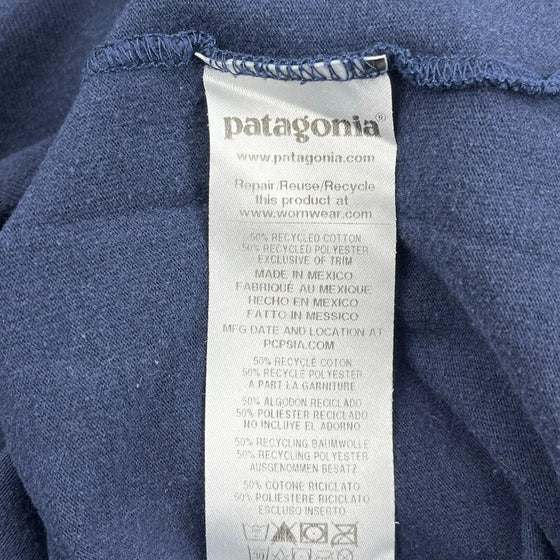 patagonia®
www.patagonia.com
Repair/Reuse/Recycle
this product at
www.wornwear.com
50% RECYCLED COTTON
50% RECYCLED POLYESTER
EXCLUSIVE OF TRIM
MADE IN MEXICO
FABRIQUÉ AU MEXIQUE
HECHO EN MEXICO
FATTO IN MESSICO
MFG DATE AND LOCATION AT
PCPSIA.COM
50% RECYCLÉ COTON
50% RECYCLÉ POLYESTER
A PART LA GARNITURE
50% ALGODON RECICLADO
50% POLIÉSTER RECICLADO
NO INCLUYE EL ADORNO
50% RECYCLING BAUMWOLLE
50% RECYCLING POLYESTER
AUSGENOMMEN BESATZ
50% COTONE RICICLATO
50% POLIESTERE RICICLATO
ESCLUSO INSERTO
30